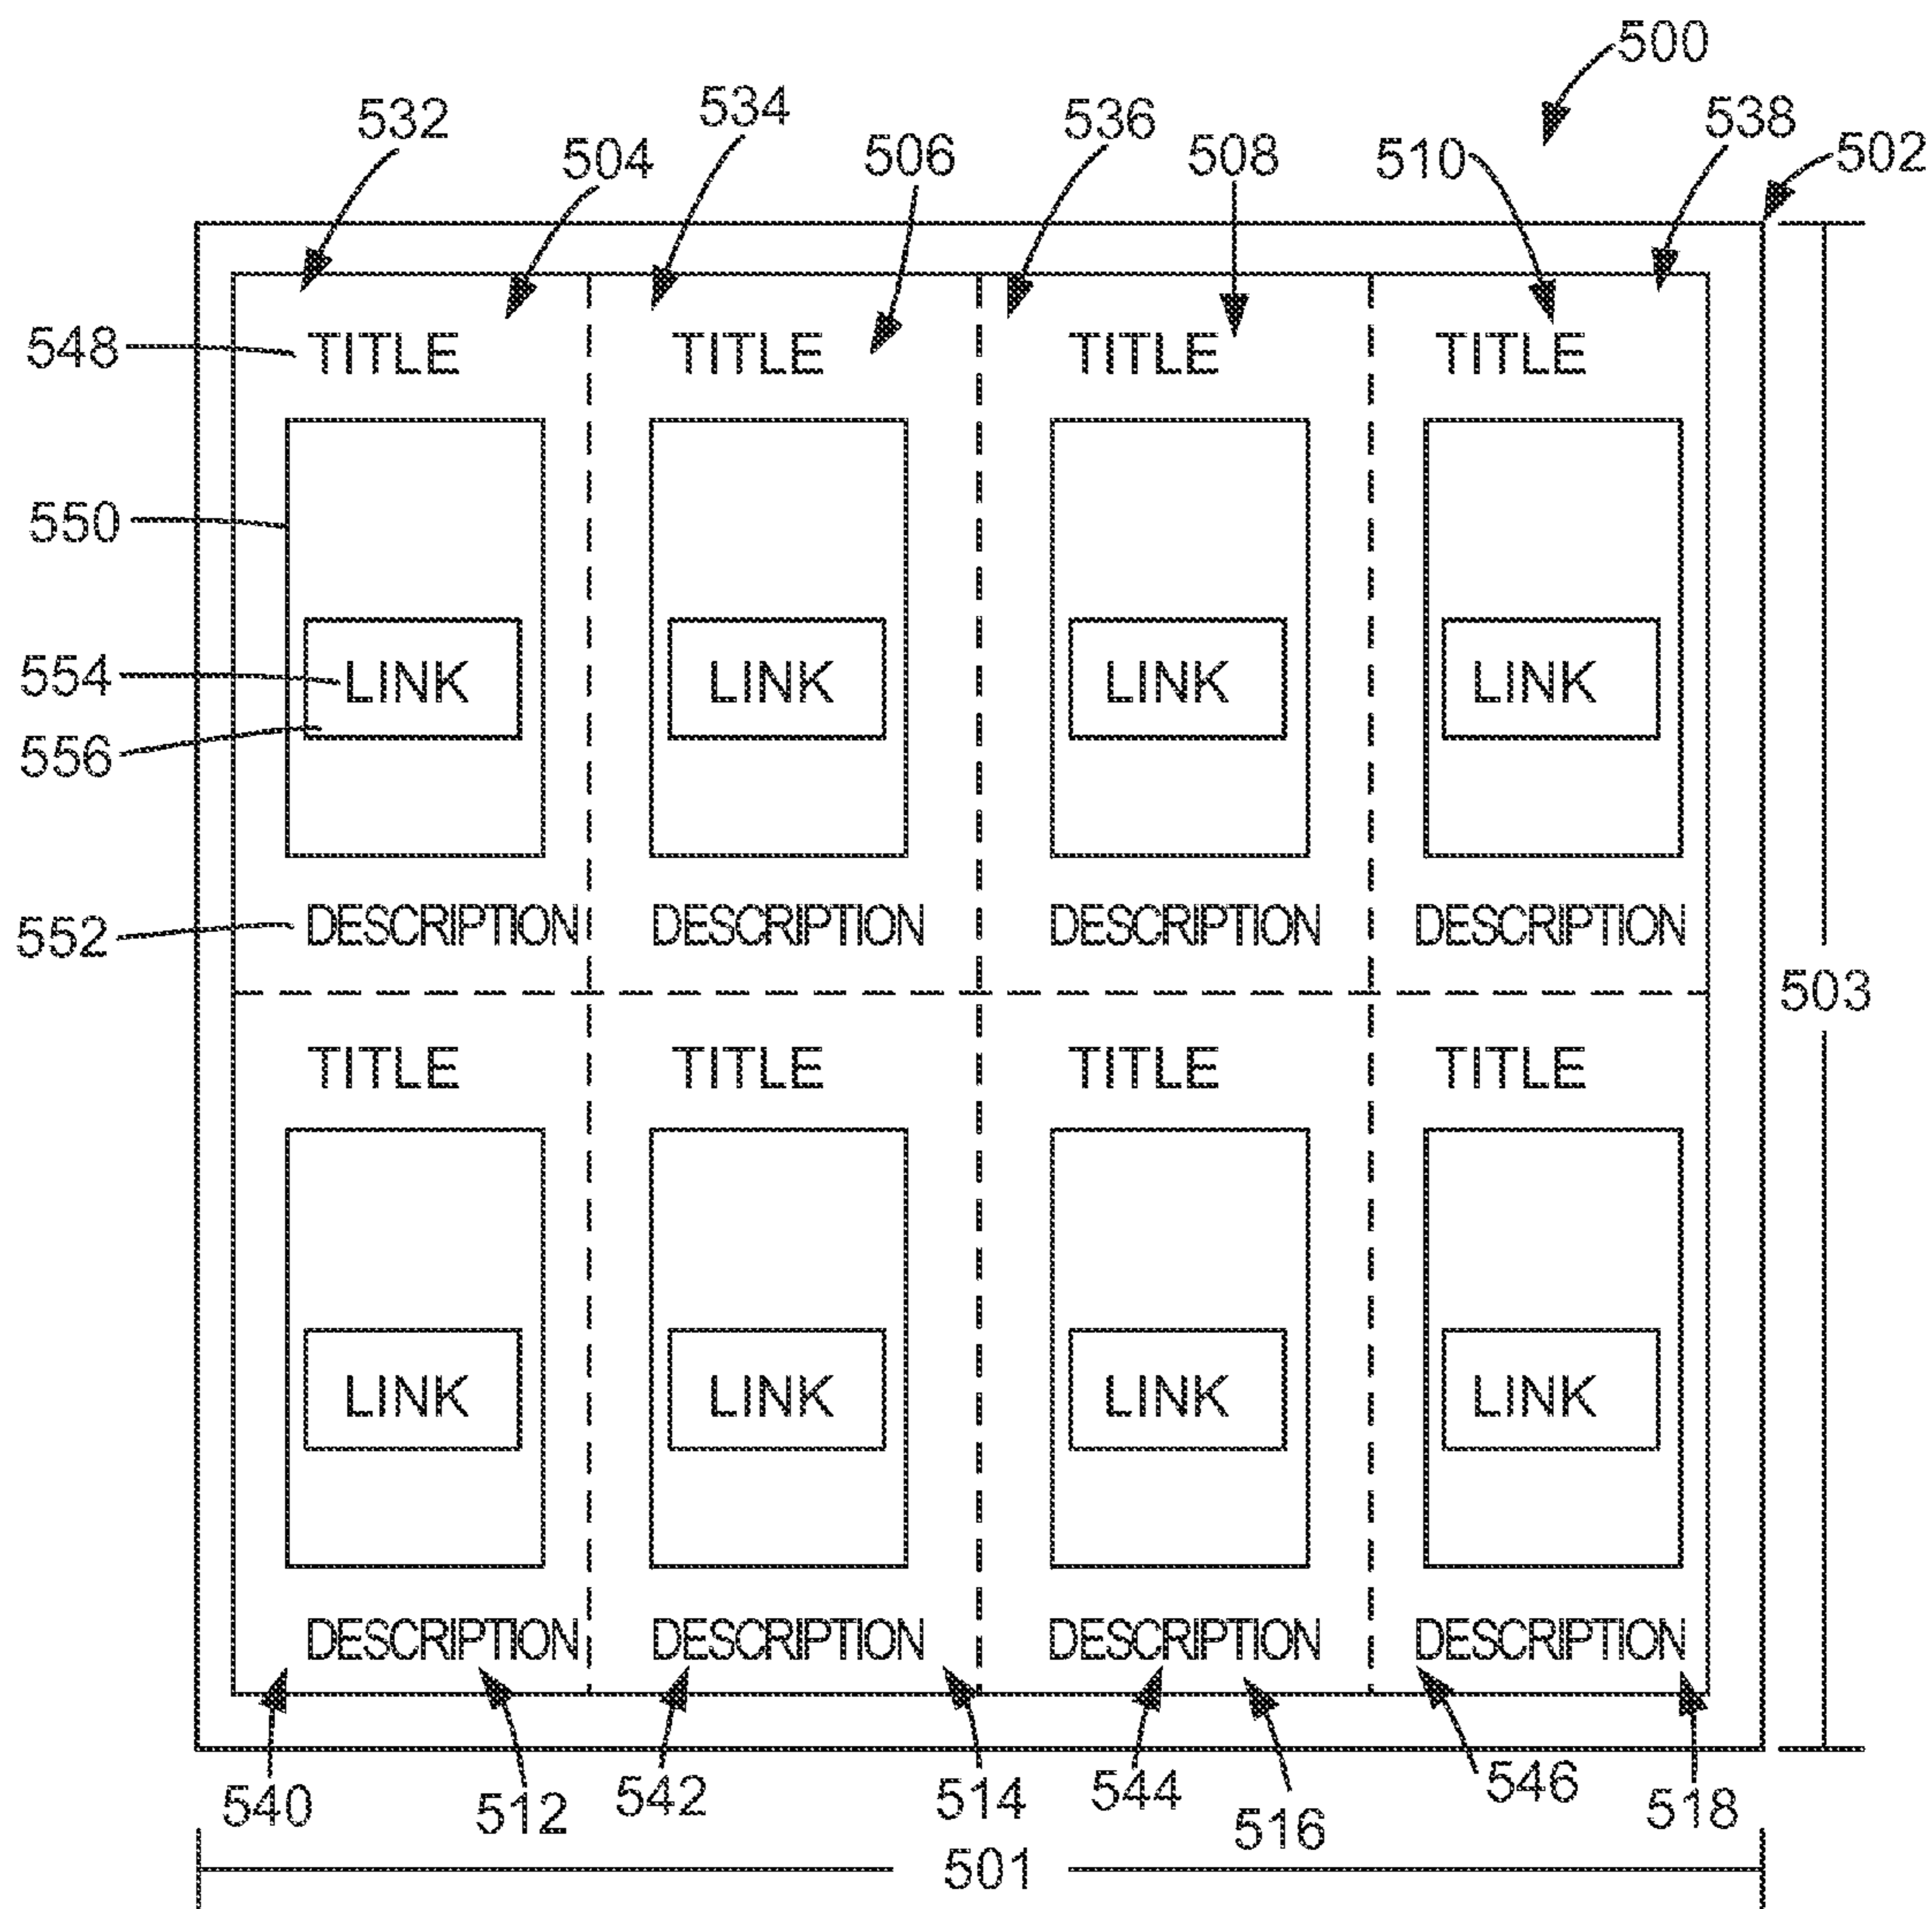 500
532 534 536 538
504 506 508 510 502
548 TITLE TITLE TITLE TITLE
550
554 LINK LINK LINK LINK
556
552 DESCRIPTION DESCRIPTION DESCRIPTION DESCRIPTION
503
TITLE TITLE TITLE TITLE
LINK LINK LINK LINK
DESCRIPTION DESCRIPTION DESCRIPTION DESCRIPTION
540 512 542 514 544 516 546 518
501